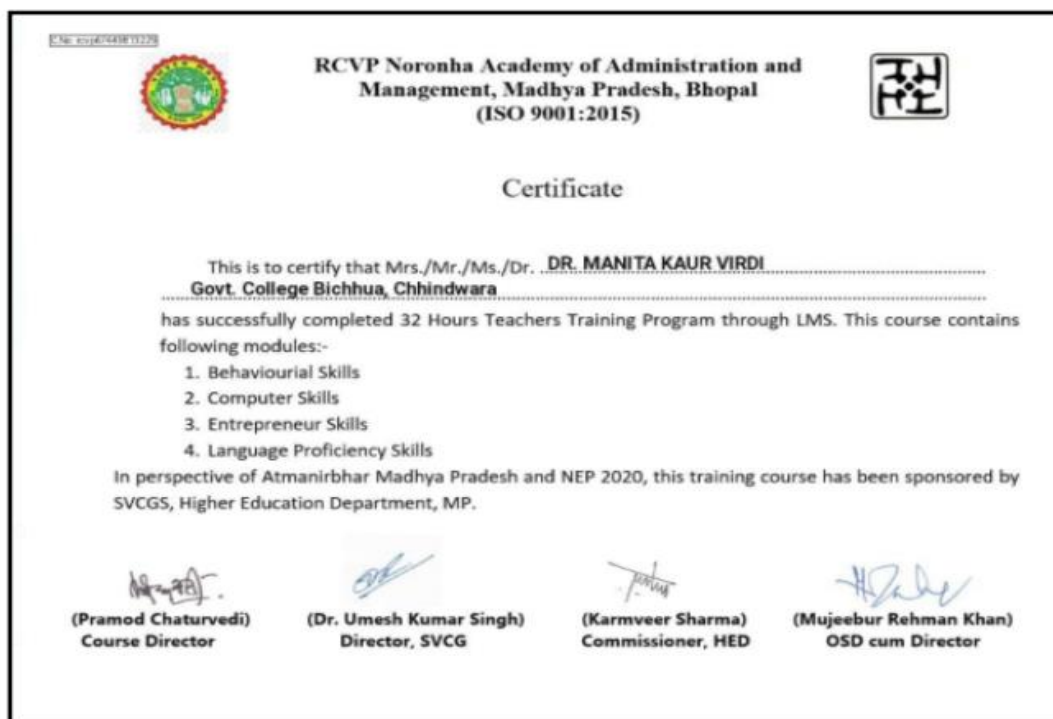 RCVP Noronha Academy of Administration and
Management, Madhya Pradesh, Bhopal
(ISO 9001:2015)
Certificate
This is to certify that Mrs./Mr./Ms./Dr. DR. MANITA KAUR VIRDI
Govt. College Bichhua, Chhindwara
has successfully completed 32 Hours Teachers Training Program through LMS. This course contains
following modules:-
1. Behaviourial Skills
2. Computer Skills
3. Entrepreneur Skills
4. Language Proficiency Skills
In perspective of Atmanirbhar Madhya Pradesh and NEP 2020, this training course has been sponsored by
SVCGS, Higher Education Department, MP.
(Pramod Chaturvedi) (Dr. Umesh Kumar Singh) (Karmveer Sharma) (Mujeebur Rehman Khan)
Course Director Director, SVCG Commissioner, HED OSD cum Director